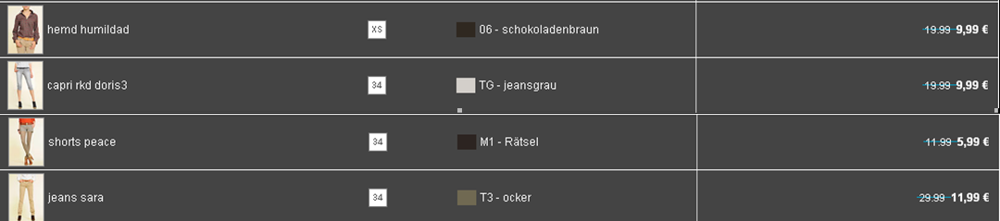 hemd humildad XS 06 - schokoladenbraun 19.99 9,99 €
capri rkd doris3 34 TG - jeansgrau 19.99 9,99 €
shorts peace 34 M1 - Rätsel 11.99 5,99 €
jeans sara 34 T3 - ocker 29.99 11,99 €